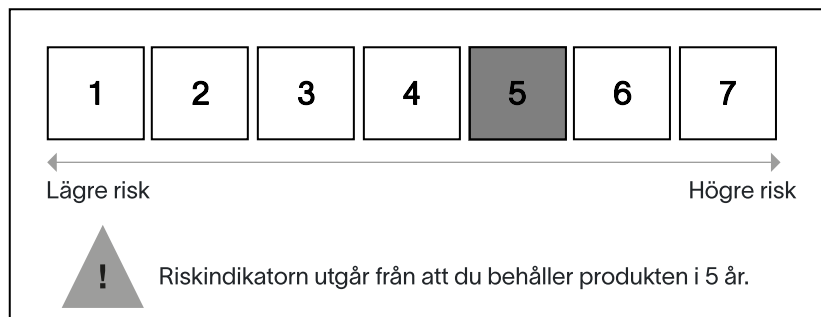 1 2 3 4 5 6 7
Lägre risk Högre risk
! Riskindikatorn utgår från att du behåller produkten i 5 år.